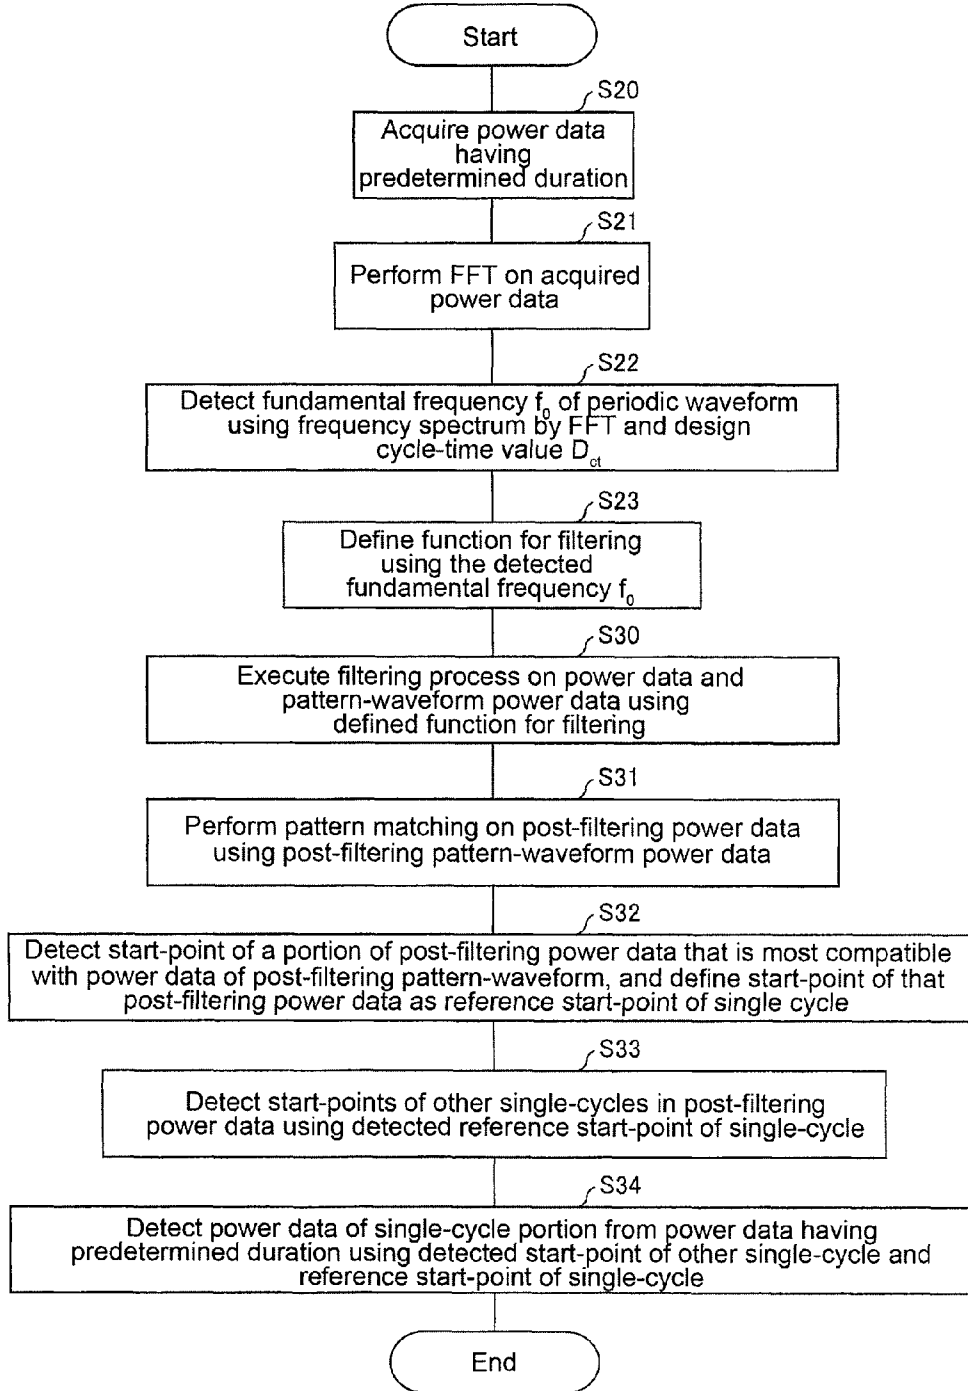 Start
S20
Acquire power data
having
predetermined duration
S21
Perform FFT on acquired
power data
S22
Detect fundamental frequency f0 of periodic waveform
using frequency spectrum by FFT and design
cycle-time value Dct
S23
Define function for filtering
using the detected
fundamental frequency f0
S30
Execute filtering process on power data and
pattern-waveform power data using
defined function for filtering
S31
Perform pattern matching on post-filtering power data
using post-filtering pattern-waveform power data
S32
Detect start-point of a portion of post-filtering power data that is most compatible
with power data of post-filtering pattern-waveform, and define start-point of that
post-filtering power data as reference start-point of single cycle
S33
Detect start-points of other single-cycles in post-filtering
power data using detected reference start-point of single-cycle
S34
Detect power data of single-cycle portion from power data having
predetermined duration using detected start-point of other single-cycle and
reference start-point of single-cycle
End